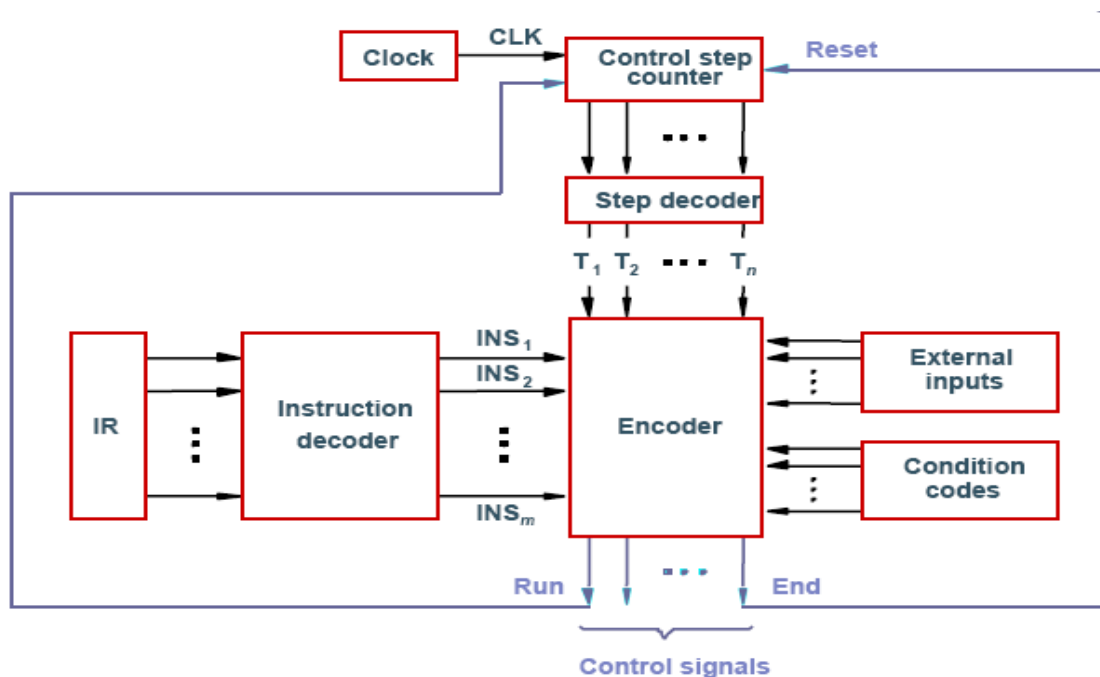 CLK
Clock
Control step
counter
Reset
Step decoder
T1 T2 Tn
INS1
INS2
INSm
IR
Instruction
decoder
Encoder
External
inputs
Condition
codes
Run
End
Control signals